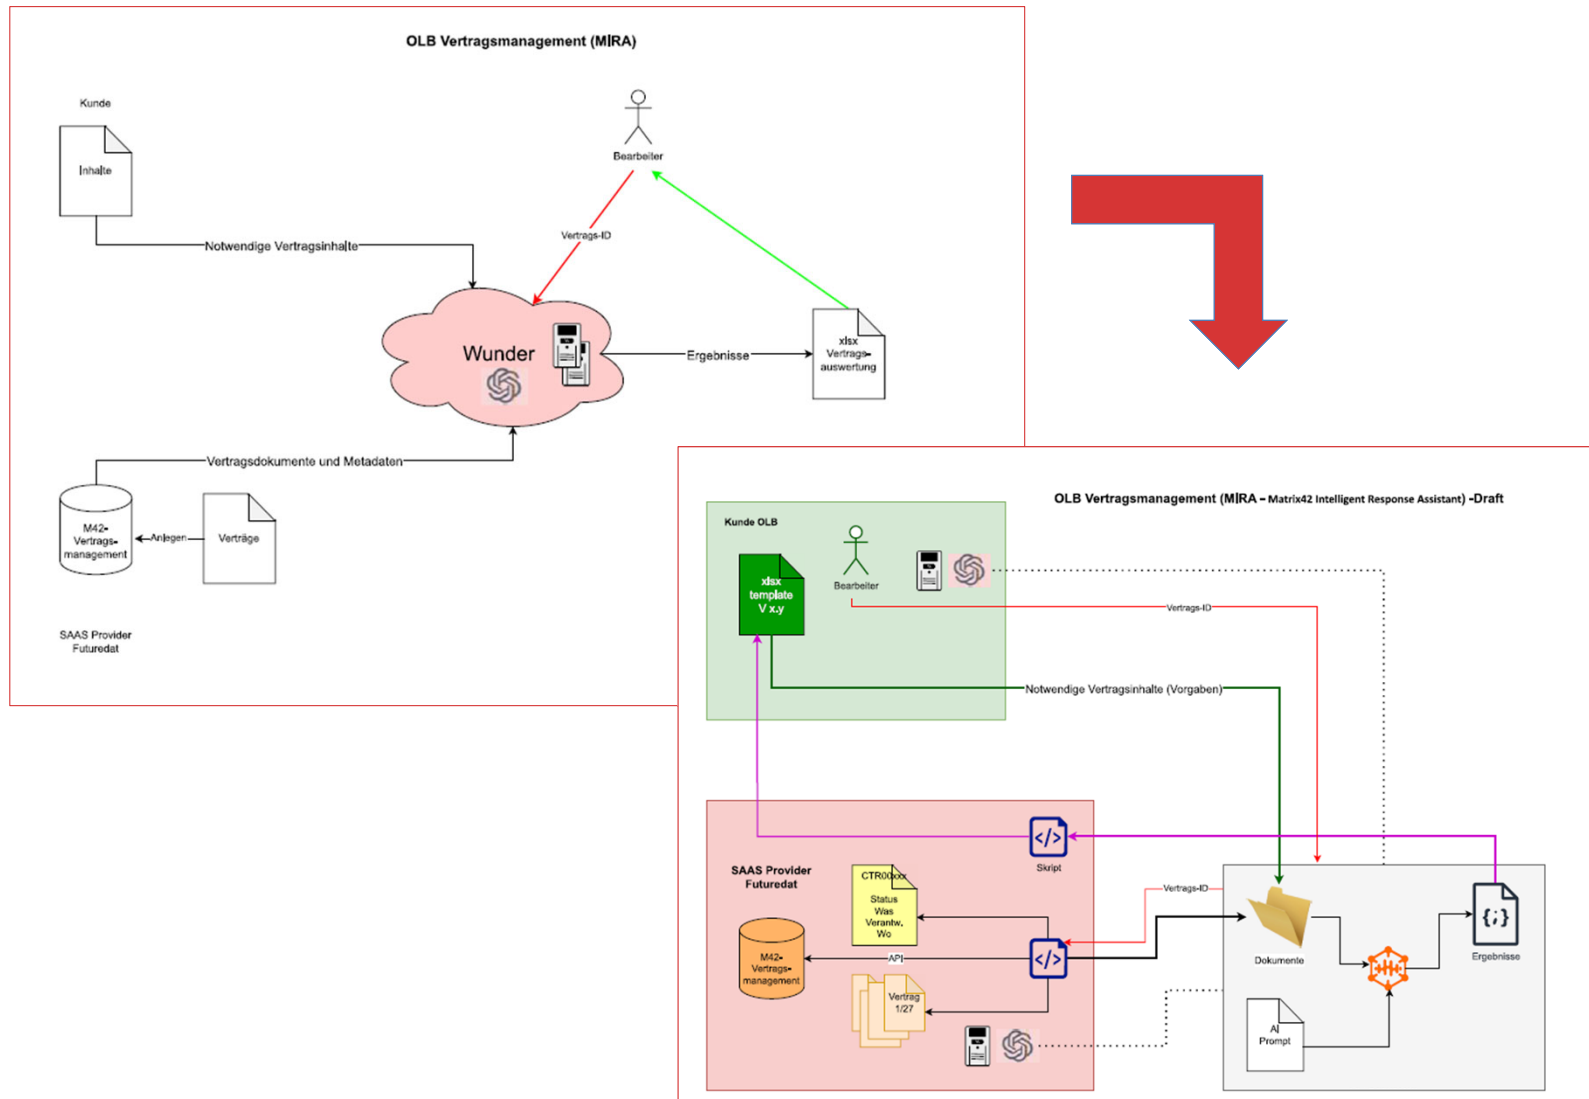 OLB Vertragsmanagement (MIRA)
Kunde
Inhalte
Bearbeiter
Vertrags-ID
Notwendige Vertragsinhalte
Wunder
Ergebnisse
xlsx
Vertrags-
auswertung
Vertragsdokumente und Metadaten
M42-
Vertrags-
management
Anlegen
Verträge
SAAS Provider
Futuredat
OLB Vertragsmanagement (MIRA – Matrix42 Intelligent Response Assistant) -Draft
Kunde OLB
xlsx
template
V x.y
Bearbeiter
Vertrags-ID
Notwendige Vertragsinhalte (Vorgaben)
</>
Skript
SAAS Provider
Futuredat
CTR00xxx
Status
Was
Verantw.
Wo
Vertrags-ID
M42-
Vertrags-
management
API
</>
Vertrag
1/27
Dokumente
{;}
Ergebnisse
AI
Prompt